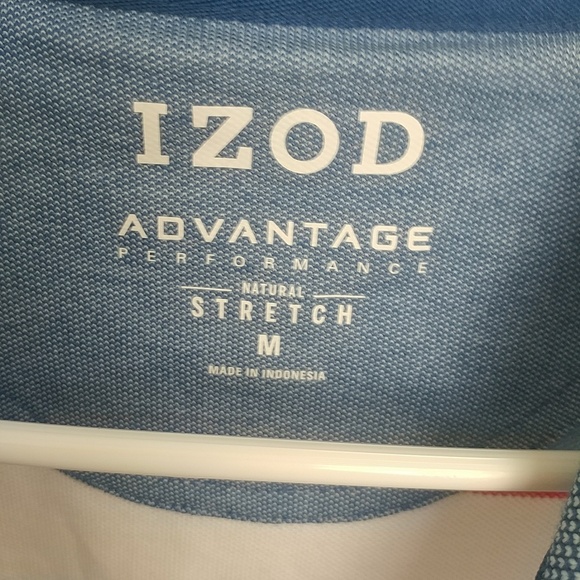 IZOD
ADVANTAGE
PERFORMANCE
NATURAL
STRETCH
M
MADE IN INDONESIA